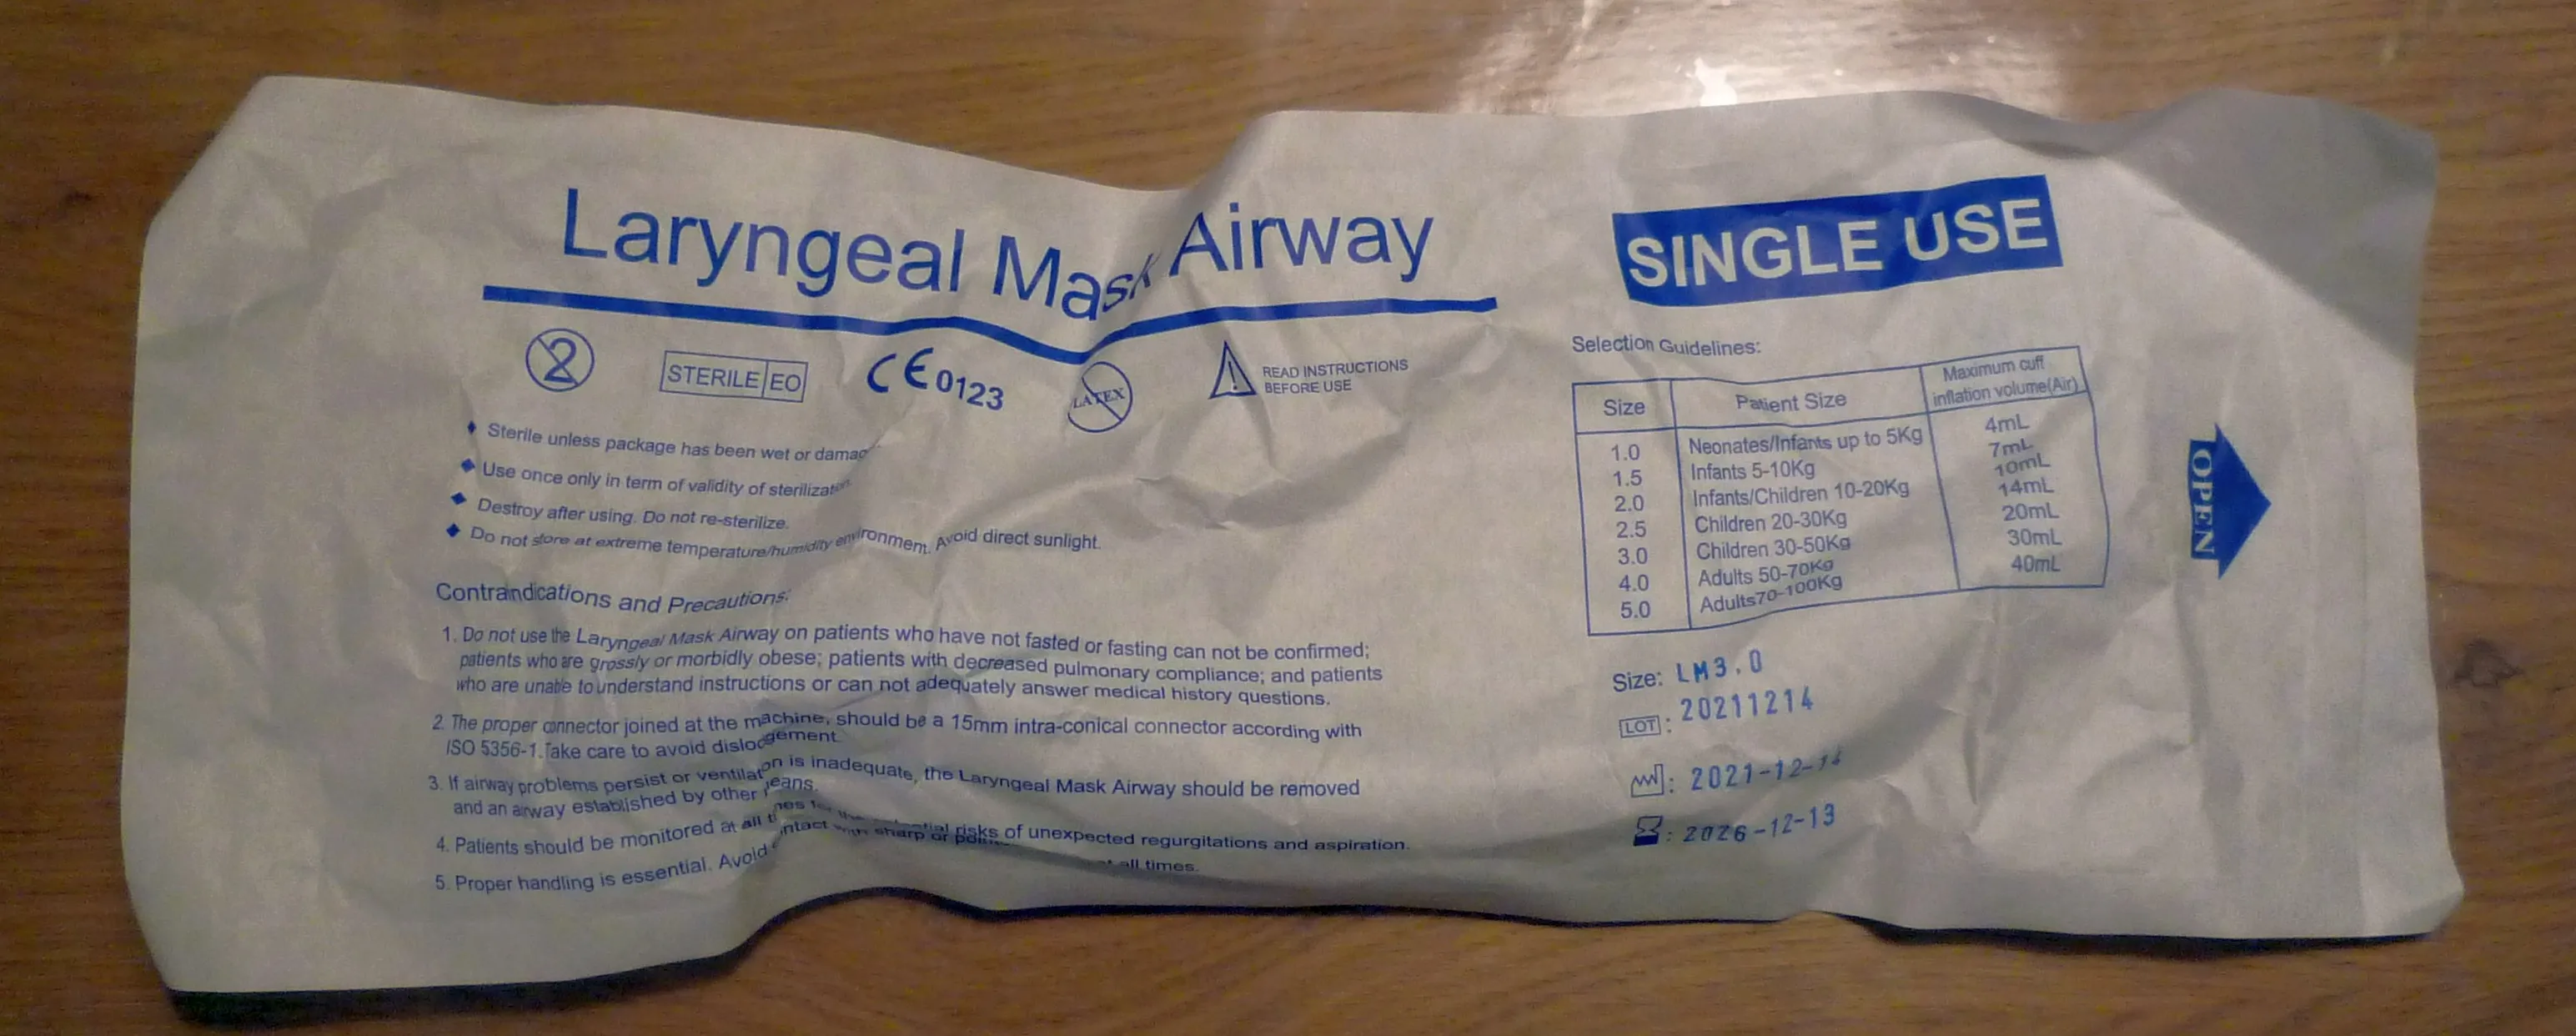 Laryngeal Mask Airway
SINGLE USE
2
STERILE EO
CE 0123
LATEX
READ INSTRUCTIONS
BEFORE USE
Sterile unless package has been wet or
Use once only in term of validity of
Destroy after using. Do not re-sterilize.
Do not store at extreme temperature/humidity environment. Avoid direct sunlight.
Contraindications and Precautions:
1. Do not use the Laryngeal Mask Airway on patients who have not fasted or fasting can not be confirmed;
patients who are grossly or morbidly obese; patients with decreased pulmonary compliance; and patients
who are unable to understand instructions or can not adequately answer medical history questions.
2. The proper connector joined at the machine, should be a 15mm intra-conical connector according with
ISO 5356-1. Take care to avoid dislodgement.
3. If airway problems persist or ventilation is inadequate, the Laryngeal Mask Airway should be removed
and an airway established by other means.
4. Patients should be monitored at all risks of unexpected regurgitations and aspiration.
5. Proper handling is essential. Avoid contact with sharp or all times.
Selection Guidelines:
Size Patient Size Maximum cuff
inflation volume(Air)
1.0 Neonates/Infants up to 5Kg 4mL
1.5 Infants 5-10Kg 7mL
2.0 Infants/Children 10-20Kg 10mL
2.5 Children 20-30Kg 14mL
3.0 Children 30-50Kg 20mL
4.0 Adults 50-70Kg 30mL
5.0 Adults70-100Kg 40mL
Size: LM3.0
LOT: 20211214
: 2021-12-14
: 2026-12-13
OPEN